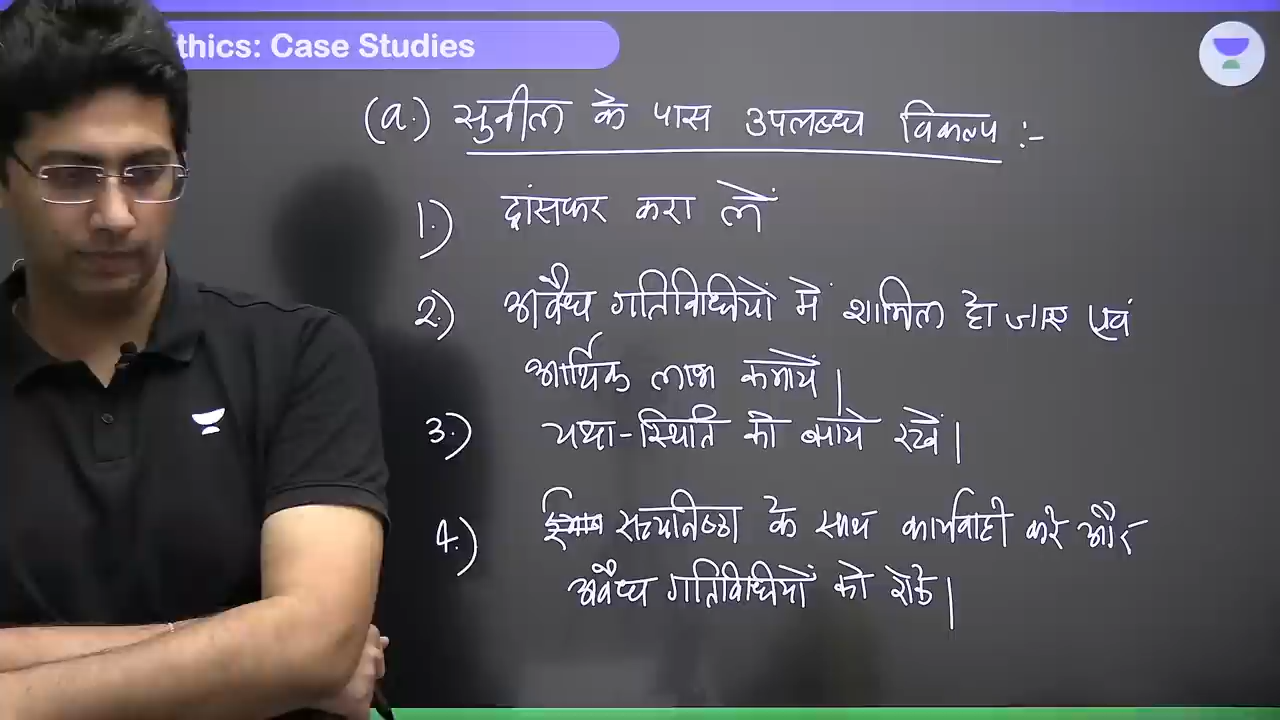 thics: Case Studies
(a.) सुनील के पास उपलब्ध विकल्प :-
1.) ट्रांसफर करा लें
2.) अवैध गतिविधियों में शामिल हो जाए एवं
आर्थिक लाभ कमायें।
3.) यथा-स्थिति को बनाये रखें।
4.) सत्यनिष्ठा के साथ कार्यवाही करे और
अवैध गतिविधियों को रोके।